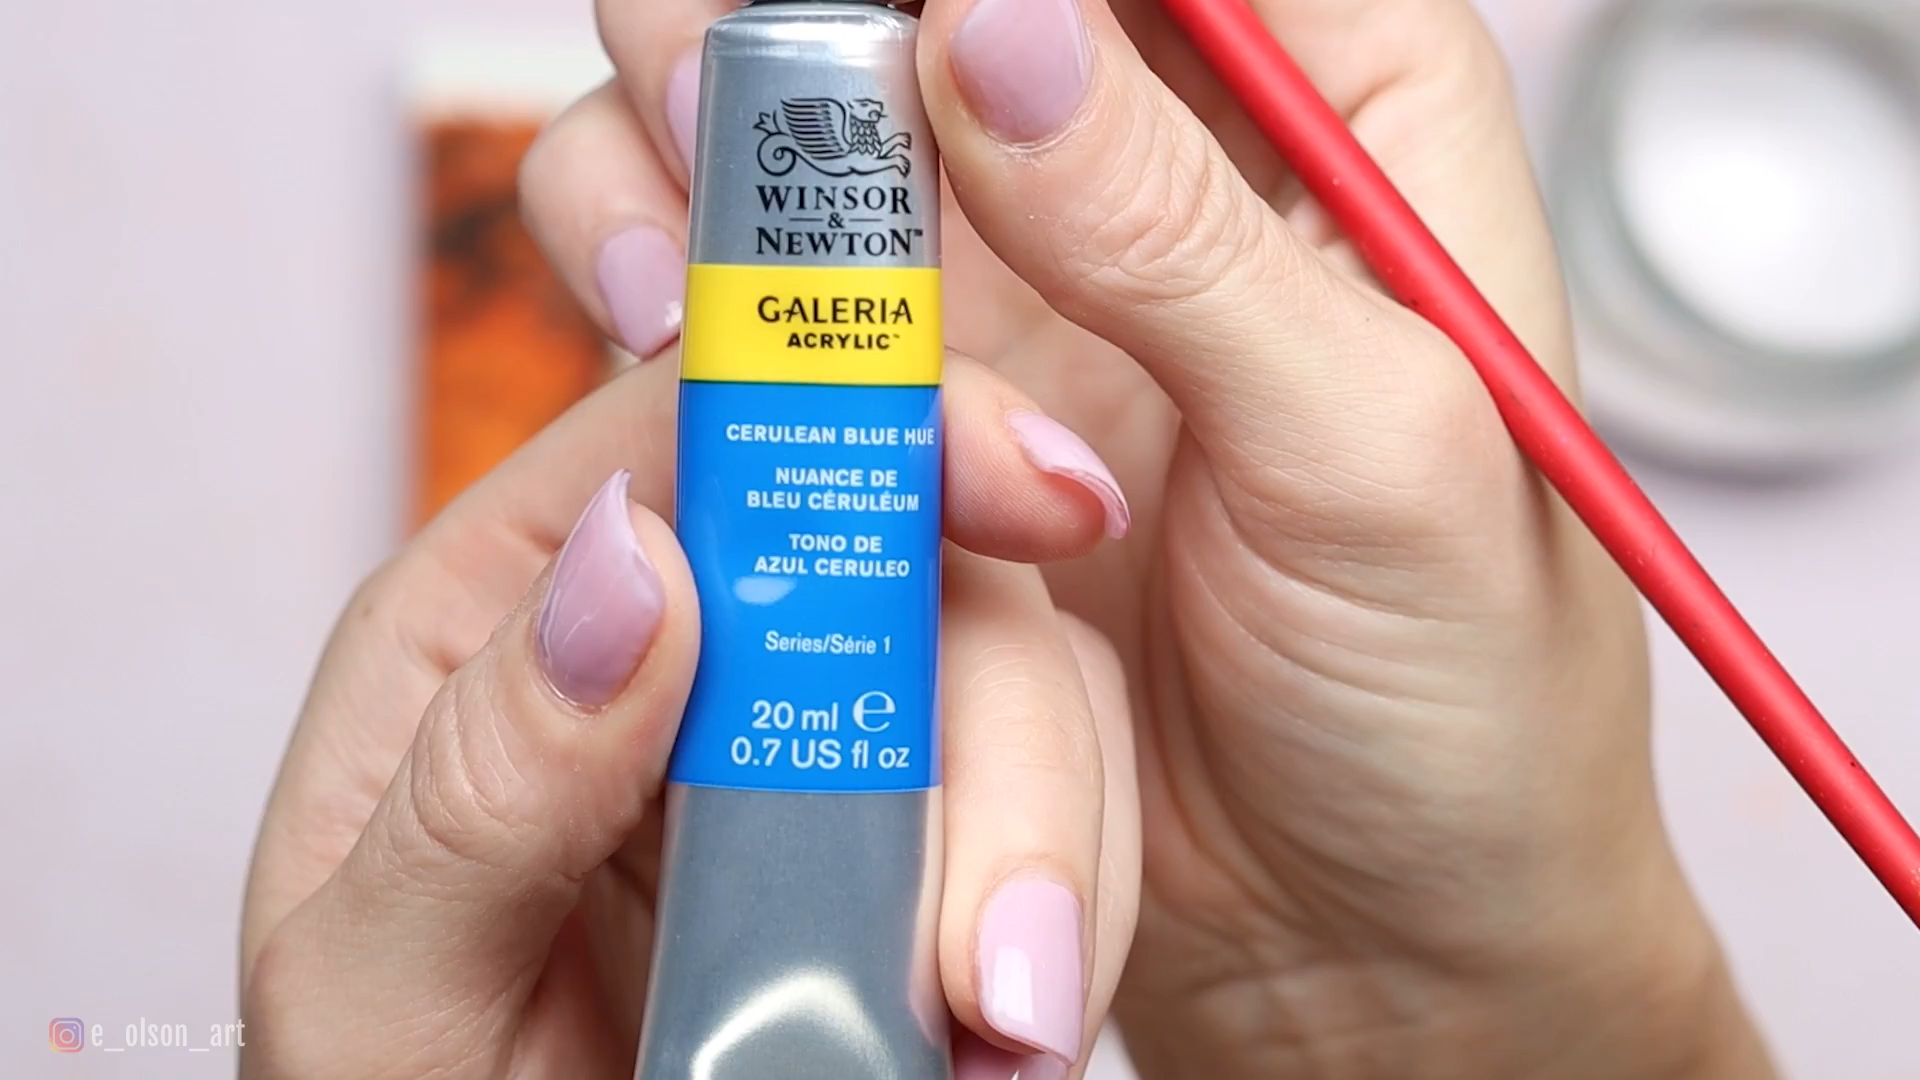 WINSOR
&
NEWTON™
GALERIA
ACRYLIC™
CERULEAN BLUE HUE
NUANCE DE
BLEU CÉRULÉUM
TONO DE
AZUL CERULEO
Series/Série 1
20 ml ℮
0.7 US fl oz
e_olson_art